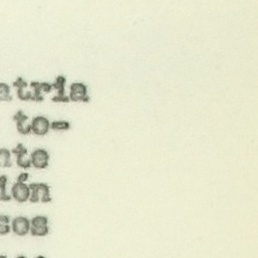 atria
to-
nte
ión
sos